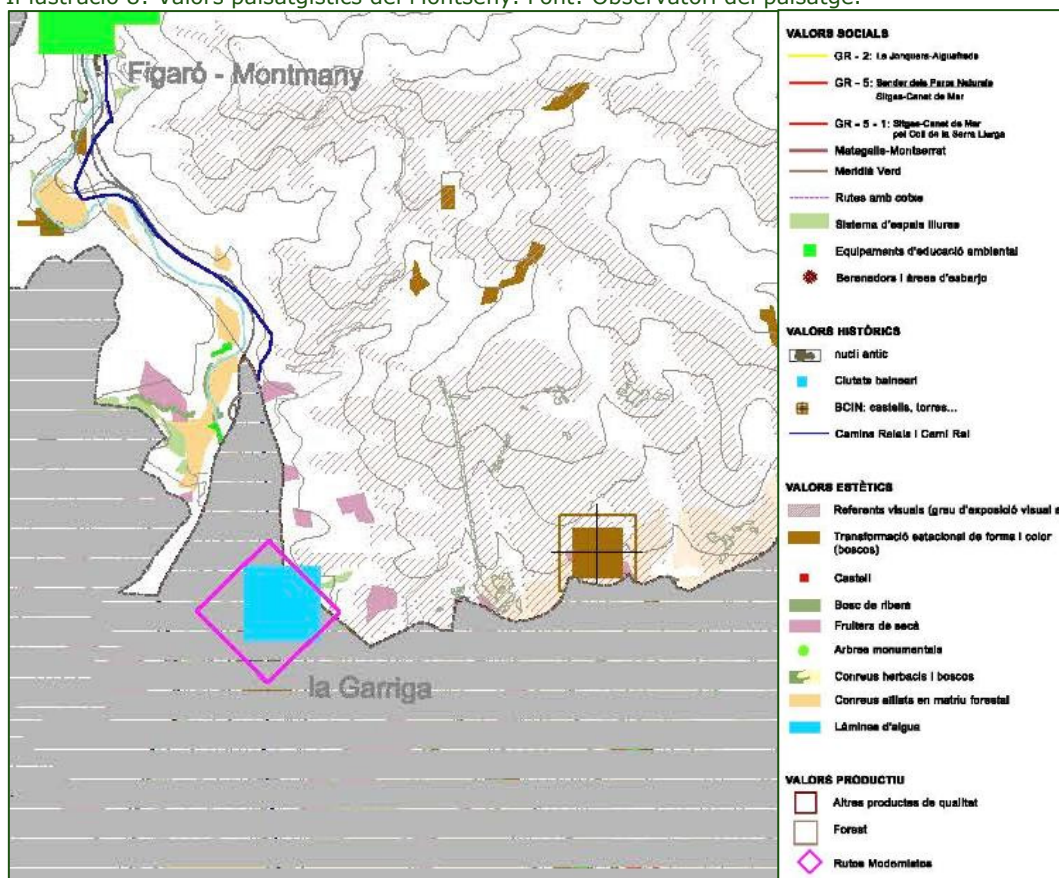 Il·lustració 8. Valors paisatgístics del Montseny. Font: Observatori del paisatge.
Figaró - Montmany
la Garriga
VALORS SOCIALS
GR - 2: La Jonquera-Aiguafreda
GR - 5: Sender dels Parcs Naturals
Sitges-Canet de Mar
GR - 5 - 1: Sitges-Canet de Mar
pel Coll de la Serra Llarga
Matagalls-Montserrat
Meridià Verd
Rutes amb cotxe
Sistema d'espais lliures
Equipaments d'educació ambiental
Berenadors i àrees d'esbarjo
VALORS HISTÒRICS
nucli antic
Ciutats balneari
BCIN: castells, torres...
Camins Ralals i Camí Ral
VALORS ESTÈTICS
Referents visuals (grau d'exposició visual
Transformació estacional de forma i color
(boscos)
Castell
Bosc de ribera
Fruiters de secà
Arbres monumentals
Conreus herbacis i boscos
Conreus aïllats en matriu forestal
Làmines d'aigua
VALORS PRODUCTIU
Altres productes de qualitat
Forest
Rutes Modernistes